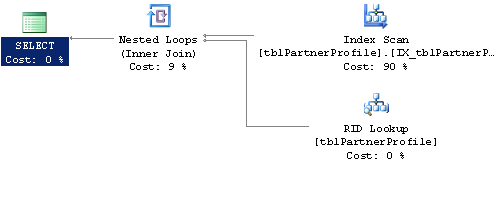 SELECT
Cost: 0 %
Nested Loops
(Inner Join)
Cost: 9 %
Index Scan
[tblPartnerProfile].[IX_tblPartnerP…
Cost: 90 %
RID Lookup
[tblPartnerProfile]
Cost: 0 %